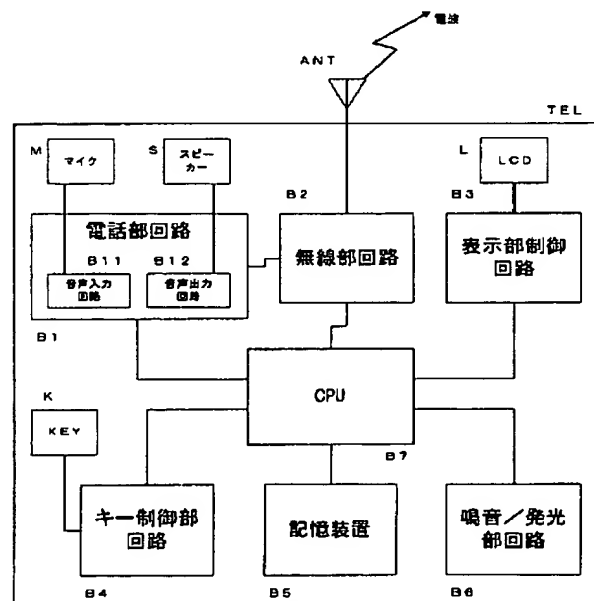 電波
ANT
TEL
M
マイク
S
スピー
カー
L
LCD
B2
B3
電話部回路
B11
B12
音声入力
回路
音声出力
回路
B1
無線部回路
表示部制御
回路
CPU
B7
K
KEY
キー制御部
回路
B4
記憶装置
B5
鳴音/発光
部回路
B6